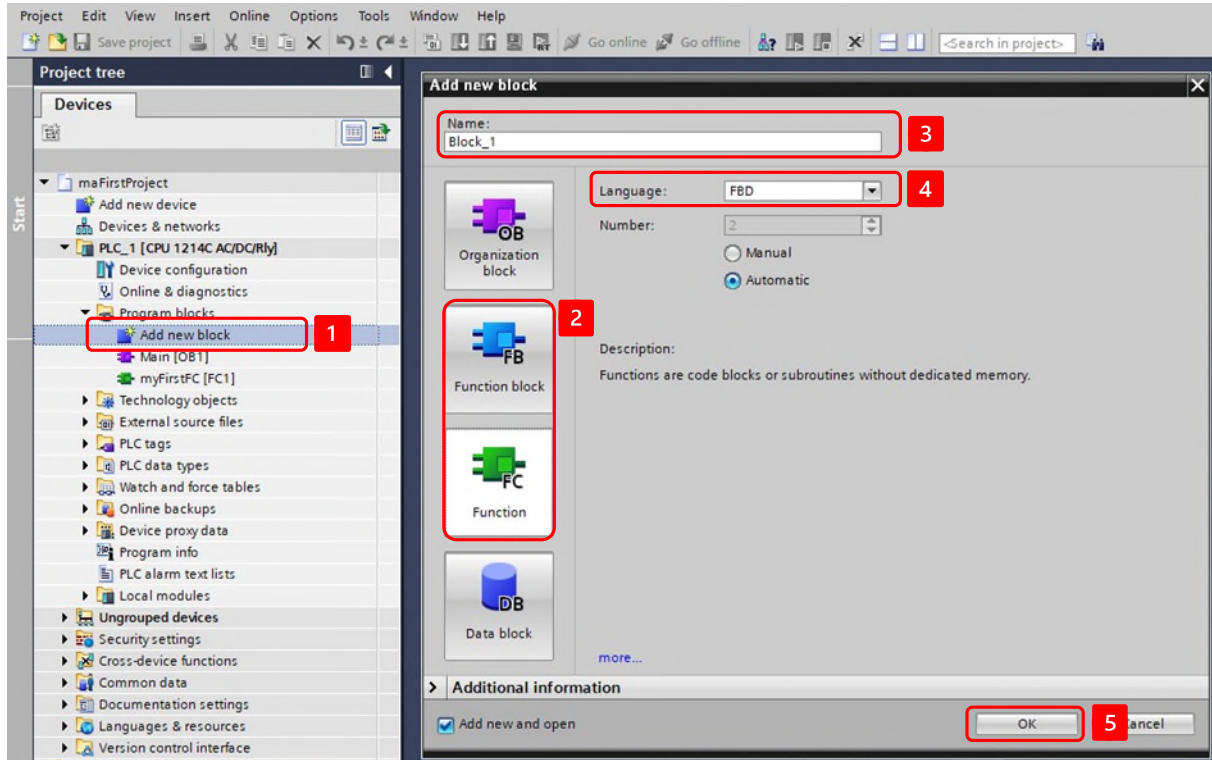 Project Edit View Insert Online Options Tools Window Help
Save project Go online Go offline <Search in project>
Start
Project tree
Devices
maFirstProject
Add new device
Devices & networks
PLC_1 [CPU 1214C AC/DC/Rly]
Device configuration
Online & diagnostics
Program blocks
Add new block
1
Main [OB1]
myFirstFC [FC1]
Technology objects
External source files
PLC tags
PLC data types
Watch and force tables
Online backups
Device proxy data
Program info
PLC alarm text lists
Local modules
Ungrouped devices
Security settings
Cross-device functions
Common data
Documentation settings
Languages & resources
Version control interface
Add new block
Name:
Block_1
3
OB
Organization
block
2
FB
Function block
FC
Function
DB
Data block
Language: FBD
4
Number: 2
Manual
Automatic
Description:
Functions are code blocks or subroutines without dedicated memory.
more...
Additional information
Add new and open
OK
5
ancel